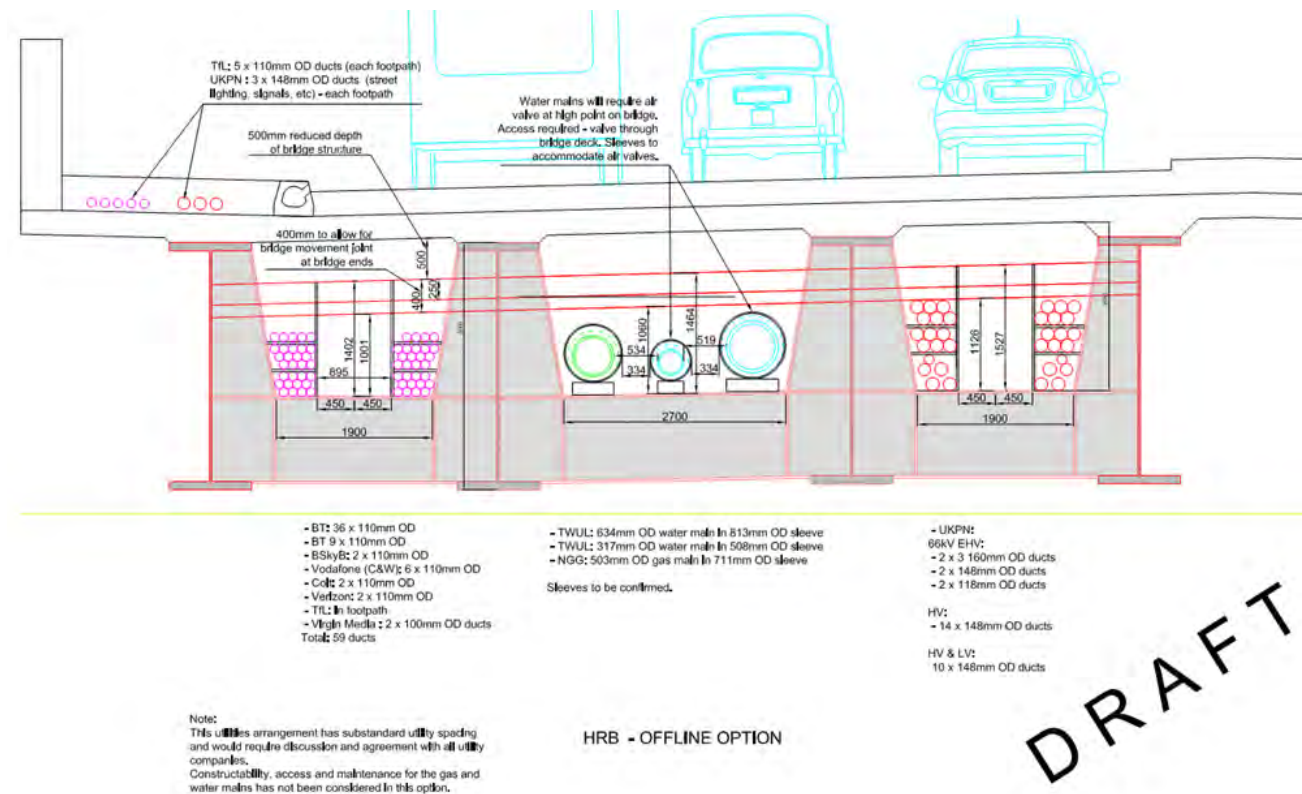 TfL: 5 x 110mm OD ducts (each footpath)
UKPN : 3 x 148mm OD ducts (street
lighting, signals, etc) - each footpath
500mm reduced depth
of bridge structure
Water mains will require air
valve at high point on bridge.
Access required - valve through
bridge deck. Sleeves to
accommodate air valves.
400mm to allow for
bridge movement joint
at bridge ends
500
250
400
1402
1001
895
450
450
1900
1060
1464
534
519
334
334
2700
1126
1527
450
450
1900
- BT: 36 x 110mm OD
- BT 9 x 110mm OD
- BSkyB: 2 x 110mm OD
- Vodafone (C&W): 6 x 110mm OD
- Colt: 2 x 110mm OD
- Verizon: 2 x 110mm OD
- TfL: in footpath
- Virgin Media : 2 x 100mm OD ducts
Total: 59 ducts
- TWUL: 634mm OD water main in 813mm OD sleeve
- TWUL: 317mm OD water main in 508mm OD sleeve
- NGG: 503mm OD gas main in 711mm OD sleeve
Sleeves to be confirmed.
- UKPN:
66kV EHV:
- 2 x 3 160mm OD ducts
- 2 x 148mm OD ducts
- 2 x 118mm OD ducts
HV:
- 14 x 148mm OD ducts
HV & LV:
10 x 148mm OD ducts
Note:
This utilities arrangement has substandard utility spacing
and would require discussion and agreement with all utility
companies.
Constructability, access and maintenance for the gas and
water mains has not been considered in this option.
HRB - OFFLINE OPTION
DRAFT